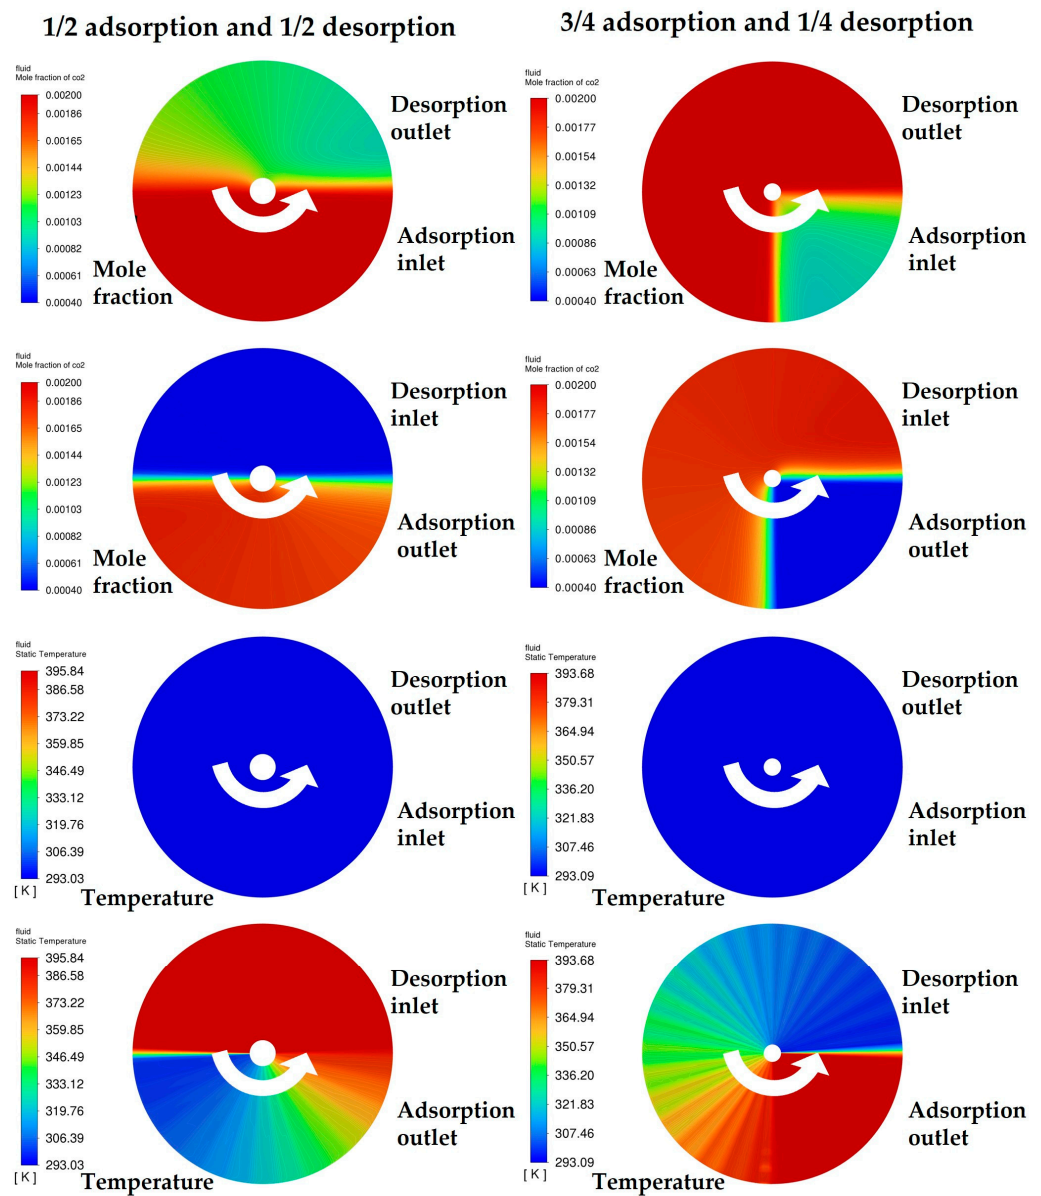 1/2 adsorption and 1/2 desorption
fluid
Mole fraction of co2
0.00200
0.00186
0.00165
0.00144
0.00123
0.00103
0.00082
0.00061
0.00040
Desorption
outlet
Adsorption
inlet
Mole
fraction
3/4 adsorption and 1/4 desorption
fluid
Mole fraction of co2
0.00200
0.00177
0.00154
0.00132
0.00109
0.00086
0.00063
0.00040
Desorption
outlet
Adsorption
inlet
Mole
fraction
fluid
Mole fraction of co2
0.00200
0.00186
0.00165
0.00144
0.00123
0.00103
0.00082
0.00061
0.00040
Desorption
inlet
Adsorption
outlet
Mole
fraction
fluid
Mole fraction of co2
0.00200
0.00177
0.00154
0.00132
0.00109
0.00086
0.00063
0.00040
Desorption
inlet
Adsorption
outlet
Mole
fraction
fluid
Static Temperature
395.84
386.58
373.22
359.85
346.49
333.12
319.76
306.39
293.03
[ K ]
Desorption
outlet
Adsorption
inlet
Temperature
fluid
Static Temperature
393.68
379.31
364.94
350.57
336.20
321.83
307.46
293.09
[ K ]
Desorption
outlet
Adsorption
inlet
Temperature
fluid
Static Temperature
395.84
386.58
373.22
359.85
346.49
333.12
319.76
306.39
293.03
[ K ]
Desorption
inlet
Adsorption
outlet
Temperature
fluid
Static Temperature
393.68
379.31
364.94
350.57
336.20
321.83
307.46
293.09
[ K ]
Desorption
inlet
Adsorption
outlet
Temperature